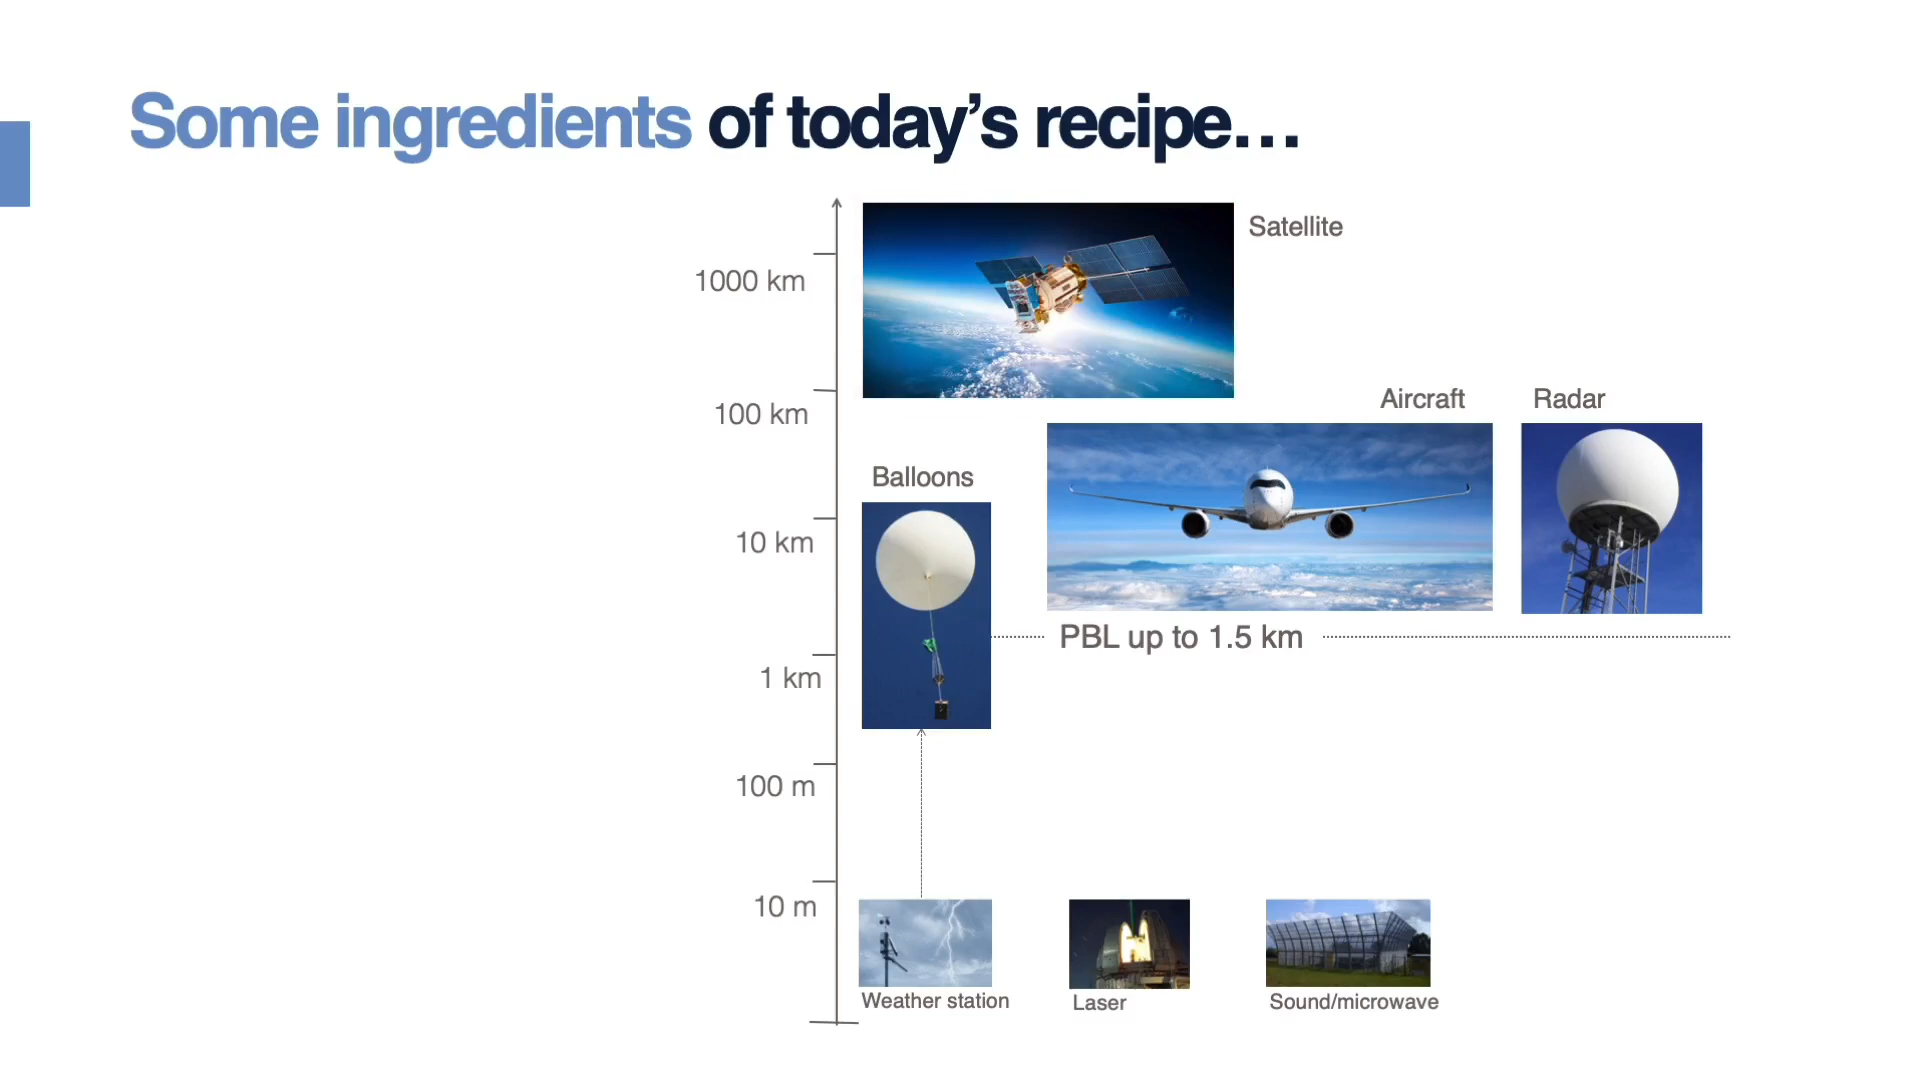 Some ingredients of today’s recipe…
Satellite
1000 km
Aircraft
Radar
100 km
Balloons
10 km
PBL up to 1.5 km
1 km
100 m
10 m
Weather station
Laser
Sound/microwave